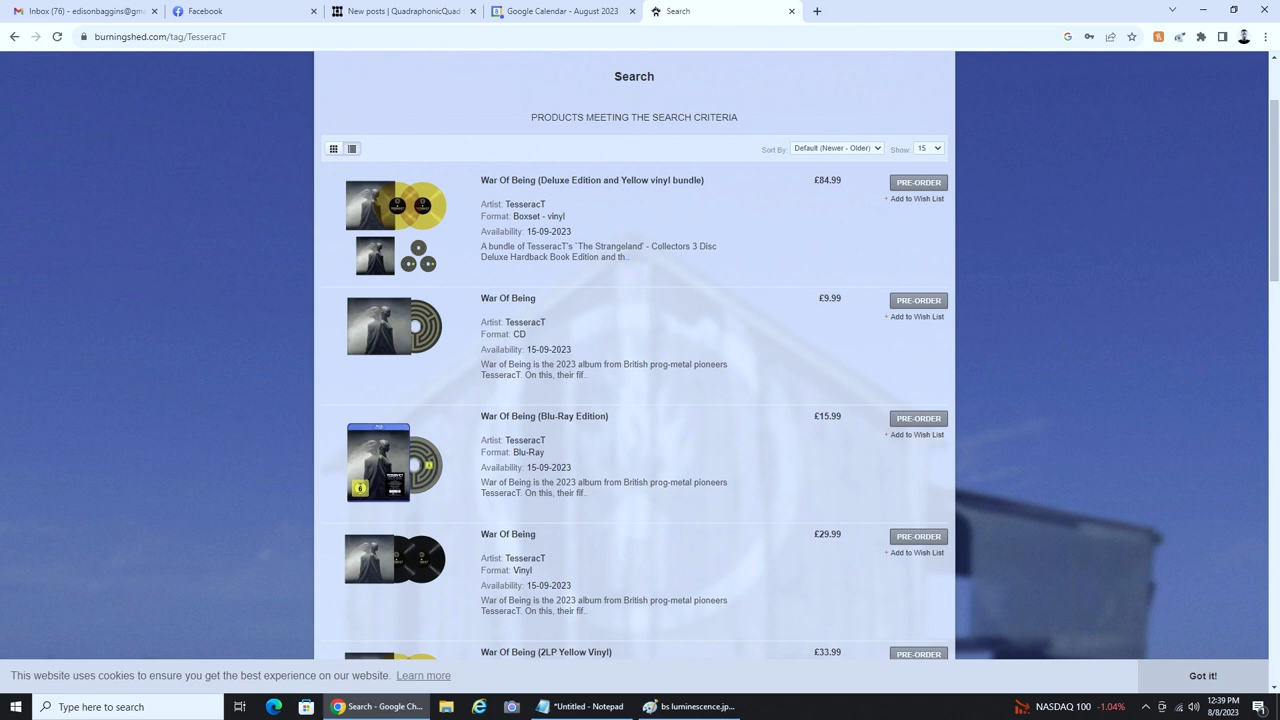 Inbox (76) - edisonbaggins@gm
Facebook
New posts | QuadraphonicQuad
Google Calendar - August 2023
Search
burningshed.com/tag/TesseracT
Search
PRODUCTS MEETING THE SEARCH CRITERIA
Sort By: Default (Newer - Older) Show: 15
War Of Being (Deluxe Edition and Yellow vinyl bundle) £84.99 PRE-ORDER
+ Add to Wish List
Artist: TesseracT
Format: Boxset - vinyl
Availability: 15-09-2023
A bundle of TesseracT's `The Strangeland' - Collectors 3 Disc
Deluxe Hardback Book Edition and th..
War Of Being £9.99 PRE-ORDER
+ Add to Wish List
Artist: TesseracT
Format: CD
Availability: 15-09-2023
War of Being is the 2023 album from British prog-metal pioneers
TesseracT. On this, their fif..
War Of Being (Blu-Ray Edition) £15.99 PRE-ORDER
+ Add to Wish List
Artist: TesseracT
Format: Blu-Ray
Availability: 15-09-2023
War of Being is the 2023 album from British prog-metal pioneers
TesseracT. On this, their fif..
War Of Being £29.99 PRE-ORDER
+ Add to Wish List
Artist: TesseracT
Format: Vinyl
Availability: 15-09-2023
War of Being is the 2023 album from British prog-metal pioneers
TesseracT. On this, their fif..
War Of Being (2LP Yellow Vinyl) £33.99 PRE-ORDER
This website uses cookies to ensure you get the best experience on our website. Learn more Got it!
Type here to search
Search - Google Ch...
*Untitled - Notepad
bs luminescence.jp...
NASDAQ 100 -1.04%
12:39 PM
8/8/2023